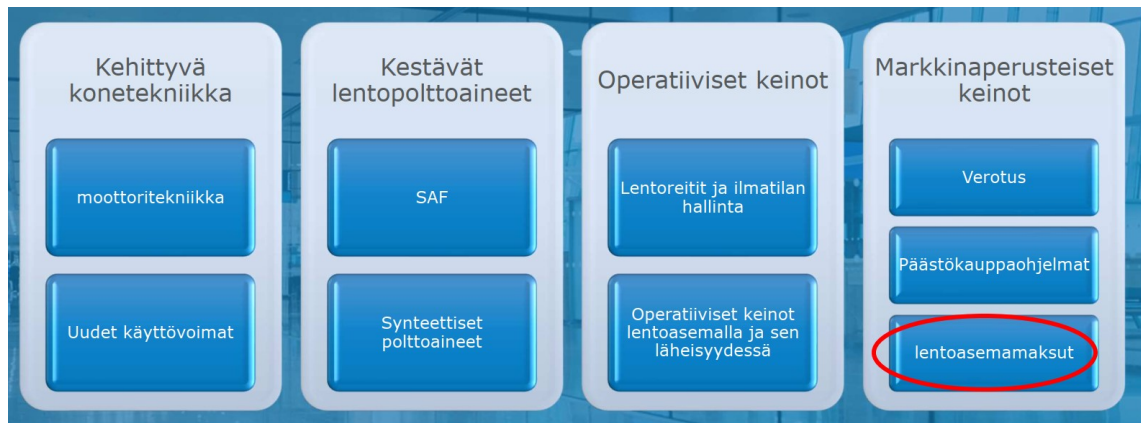 Kehittyvä
konetekniikka
moottoritekniikka
Uudet käyttövoimat
Kestävät
lentopolttoaineet
SAF
Synteettiset
polttoaineet
Operatiiviset keinot
Lentoreitit ja ilmatilan
hallinta
Operatiiviset keinot
lentoasemalla ja sen
läheisyydessä
Markkinaperusteiset
keinot
Verotus
Päästökauppaohjelmat
lentoasemamaksut